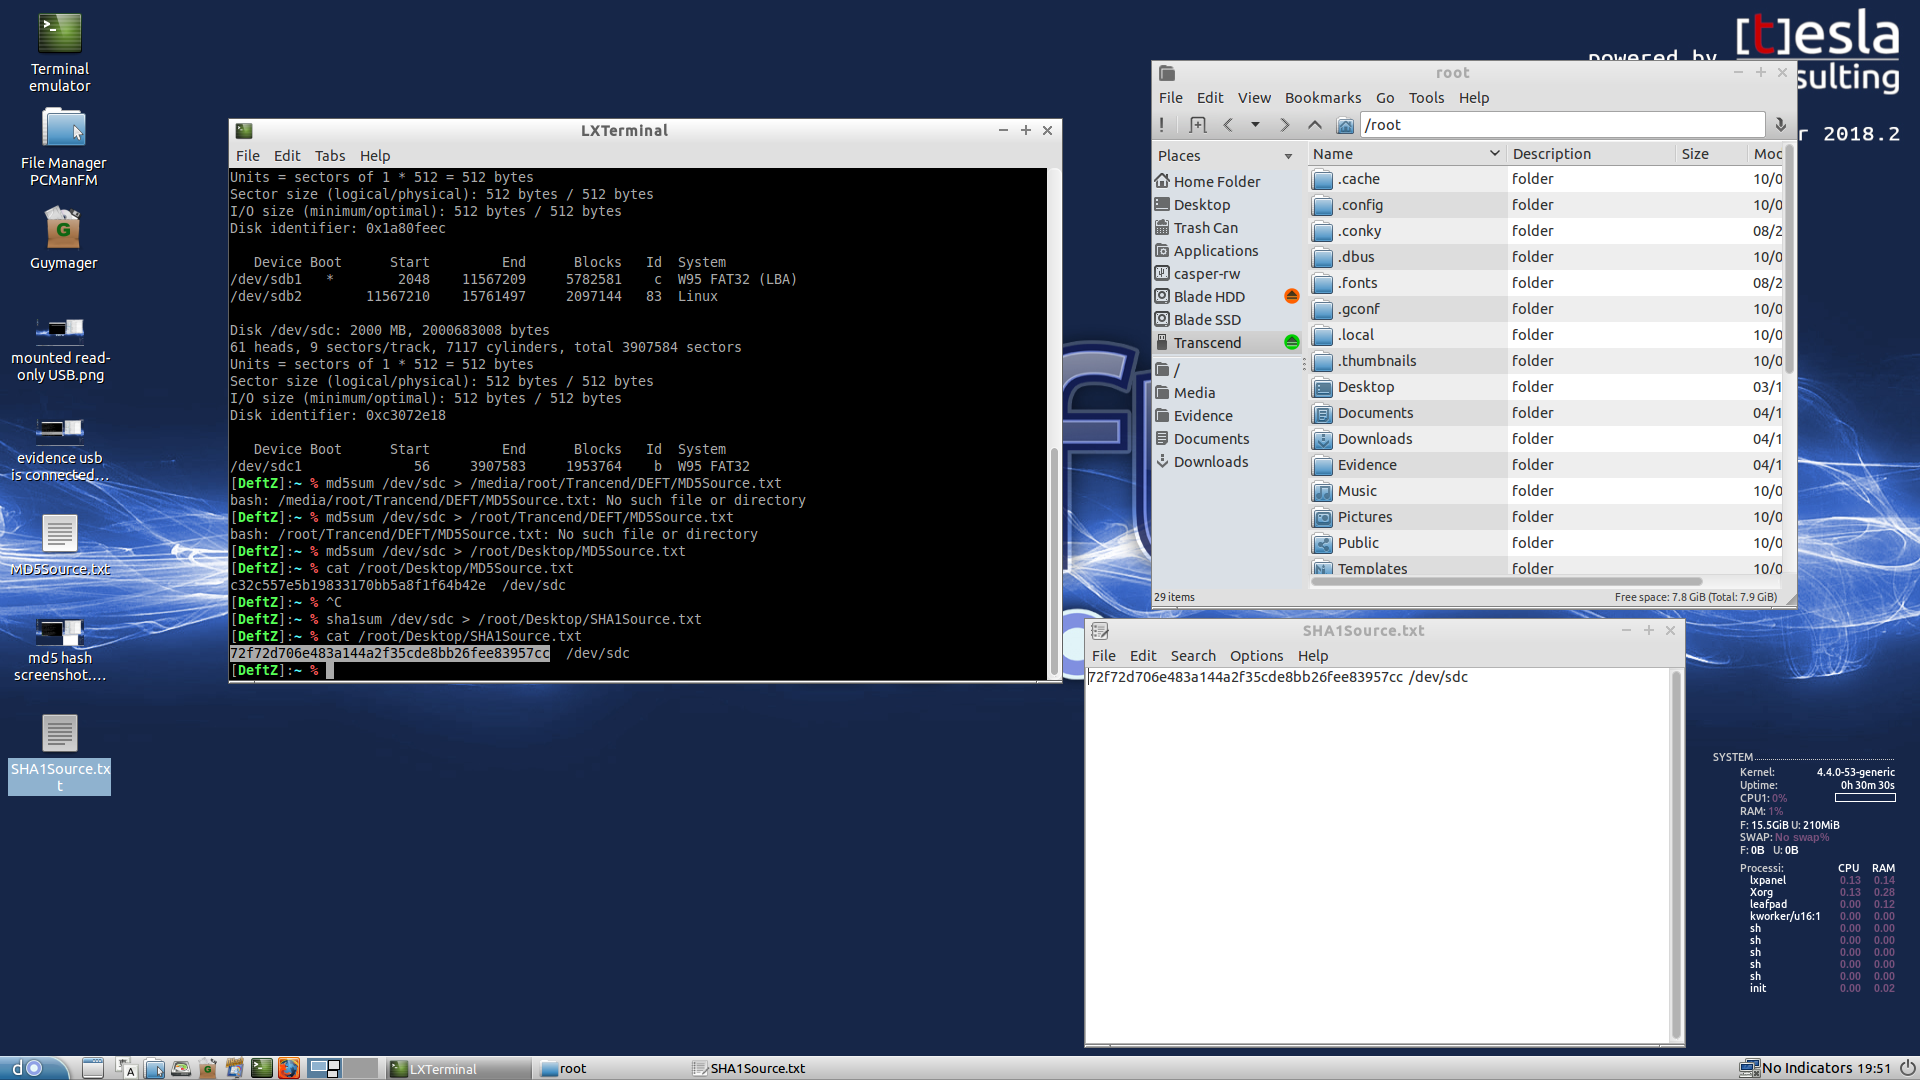 Terminal
emulator
File Manager
PCManFM
Guymager
mounted read-
only USB.png
evidence usb
is connected...
MD5Source.txt
md5 hash
screenshot....
SHA1Source.tx
t
LXTerminal
File Edit Tabs Help
Units = sectors of 1 * 512 = 512 bytes
Sector size (logical/physical): 512 bytes / 512 bytes
I/O size (minimum/optimal): 512 bytes / 512 bytes
Disk identifier: 0x1a80feec
Device Boot Start End Blocks Id System
/dev/sdb1 * 2048 11567209 5782581 c W95 FAT32 (LBA)
/dev/sdb2 11567210 15761497 2097144 83 Linux
Disk /dev/sdc: 2000 MB, 2000683008 bytes
61 heads, 9 sectors/track, 7117 cylinders, total 3907584 sectors
Units = sectors of 1 * 512 = 512 bytes
Sector size (logical/physical): 512 bytes / 512 bytes
I/O size (minimum/optimal): 512 bytes / 512 bytes
Disk identifier: 0xc3072e18
Device Boot Start End Blocks Id System
/dev/sdc1 56 3907583 1953764 b W95 FAT32
[DeftZ]:~ % md5sum /dev/sdc > /media/root/Trancend/DEFT/MD5Source.txt
bash: /media/root/Trancend/DEFT/MD5Source.txt: No such file or directory
[DeftZ]:~ % md5sum /dev/sdc > /root/Trancend/DEFT/MD5Source.txt
bash: /root/Trancend/DEFT/MD5Source.txt: No such file or directory
[DeftZ]:~ % md5sum /dev/sdc > /root/Desktop/MD5Source.txt
[DeftZ]:~ % cat /root/Desktop/MD5Source.txt
c32c557e5b19833170bb5a8f1f64b42e /dev/sdc
[DeftZ]:~ % ^C
[DeftZ]:~ % sha1sum /dev/sdc > /root/Desktop/SHA1Source.txt
[DeftZ]:~ % cat /root/Desktop/SHA1Source.txt
72f72d706e483a144a2f35cde8bb26fee83957cc /dev/sdc
[DeftZ]:~ %
powered by [t]esla
sulting
r 2018.2
root
File Edit View Bookmarks Go Tools Help
/root
Places
Home Folder
Desktop
Trash Can
Applications
casper-rw
Blade HDD
Blade SSD
Transcend
/
Media
Evidence
Documents
Downloads
Name Description Size Moc
.cache folder 10/0
.config folder 10/0
.conky folder 08/2
.dbus folder 10/0
.fonts folder 08/2
.gconf folder 10/0
.local folder 10/0
.thumbnails folder 10/0
Desktop folder 03/1
Documents folder 04/1
Downloads folder 04/1
Evidence folder 04/1
Music folder 10/0
Pictures folder 10/0
Public folder 10/0
Templates folder 10/0
29 items Free space: 7.8 GiB (Total: 7.9 GiB)
SHA1Source.txt
File Edit Search Options Help
72f72d706e483a144a2f35cde8bb26fee83957cc /dev/sdc
SYSTEM
Kernel: 4.4.0-53-generic
Uptime: 0h 30m 30s
CPU1: 0%
RAM: 1%
F: 15.5GiB U: 210MiB
SWAP: No swap%
F: 0B U: 0B
Processi: CPU RAM
lxpanel 0.13 0.14
Xorg 0.13 0.28
leafpad 0.00 0.12
kworker/u16:1 0.00 0.00
sh 0.00 0.00
sh 0.00 0.00
sh 0.00 0.00
sh 0.00 0.00
sh 0.00 0.00
init 0.00 0.02
LXTerminal root SHA1Source.txt No Indicators 19:51